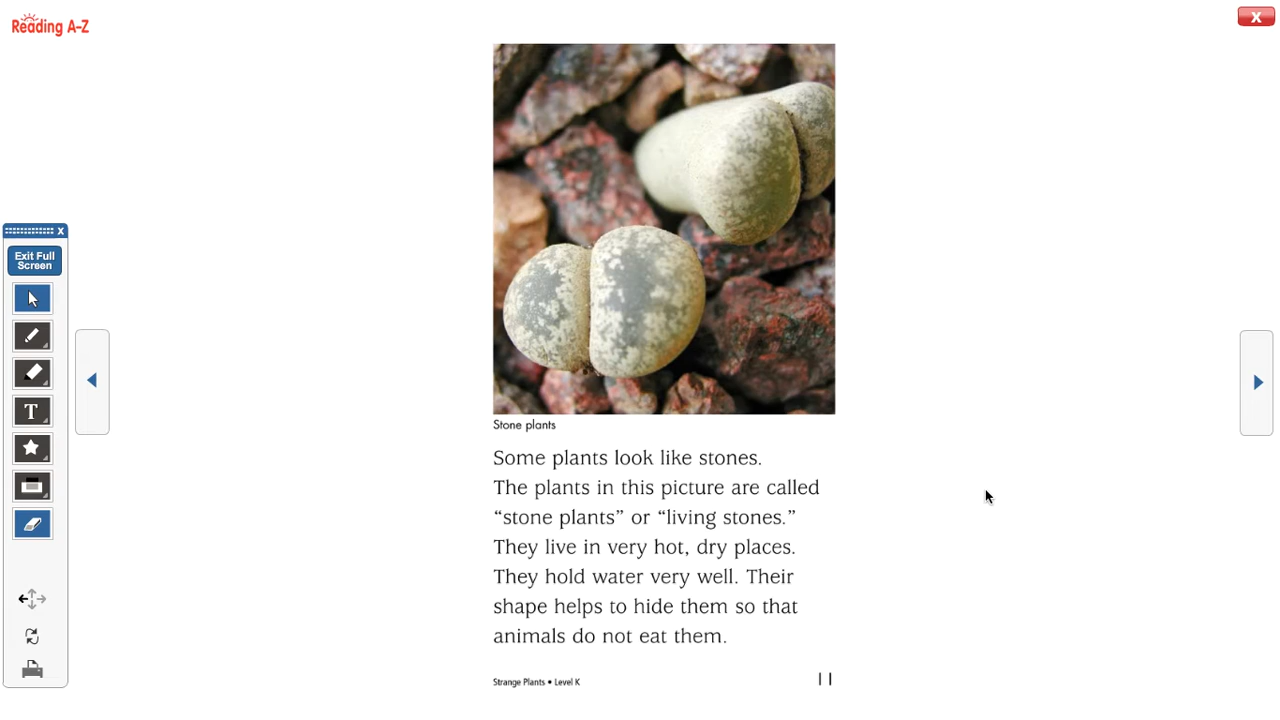 Reading A-Z
X
x
Exit Full
Screen
T
Stone plants
Some plants look like stones.
The plants in this picture are called
“stone plants” or “living stones.”
They live in very hot, dry places.
They hold water very well. Their
shape helps to hide them so that
animals do not eat them.
Strange Plants • Level K
11